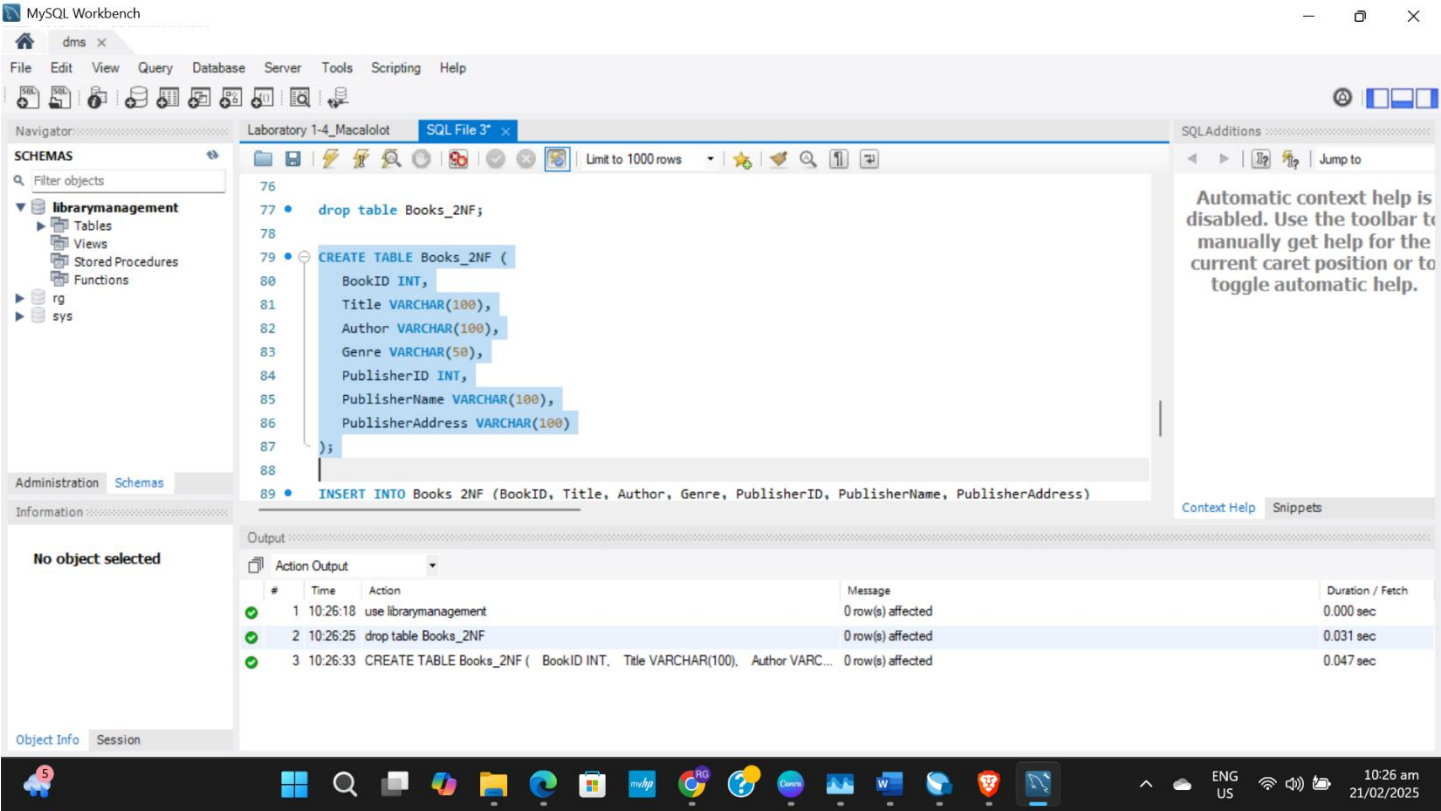 MySQL Workbench
dms
File Edit View Query Database Server Tools Scripting Help
Navigator
SCHEMAS
Filter objects
librarymanagement
Tables
Views
Stored Procedures
Functions
rg
sys
Administration Schemas
Information
No object selected
Object Info Session
Laboratory 1-4_Macalolot SQL File 3*
Limit to 1000 rows
76
77 drop table Books_2NF;
78
79 CREATE TABLE Books_2NF (
80 BookID INT,
81 Title VARCHAR(100),
82 Author VARCHAR(100),
83 Genre VARCHAR(50),
84 PublisherID INT,
85 PublisherName VARCHAR(100),
86 PublisherAddress VARCHAR(100)
87 );
88
89 INSERT INTO Books_2NF (BookID, Title, Author, Genre, PublisherID, PublisherName, PublisherAddress)
SQLAdditions
Jump to
Automatic context help is
disabled. Use the toolbar to
manually get help for the
current caret position or to
toggle automatic help.
Context Help Snippets
Output
Action Output
# Time Action Message Duration / Fetch
1 10:26:18 use librarymanagement 0 row(s) affected 0.000 sec
2 10:26:25 drop table Books_2NF 0 row(s) affected 0.031 sec
3 10:26:33 CREATE TABLE Books_2NF ( BookID INT, Title VARCHAR(100), Author VARC... 0 row(s) affected 0.047 sec
5
myhp
RG
Canva
W
ENG
US
10:26 am
21/02/2025